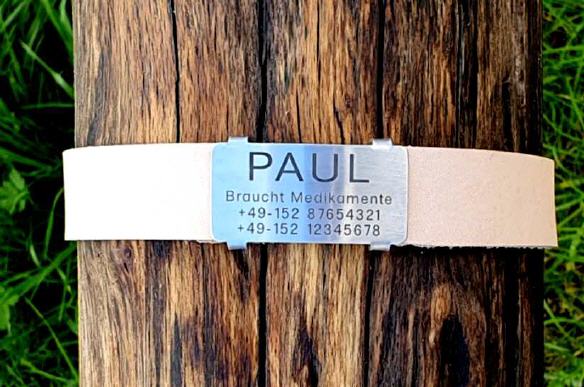 PAUL
Braucht Medikamente
+49-152 87654321
+49-152 12345678